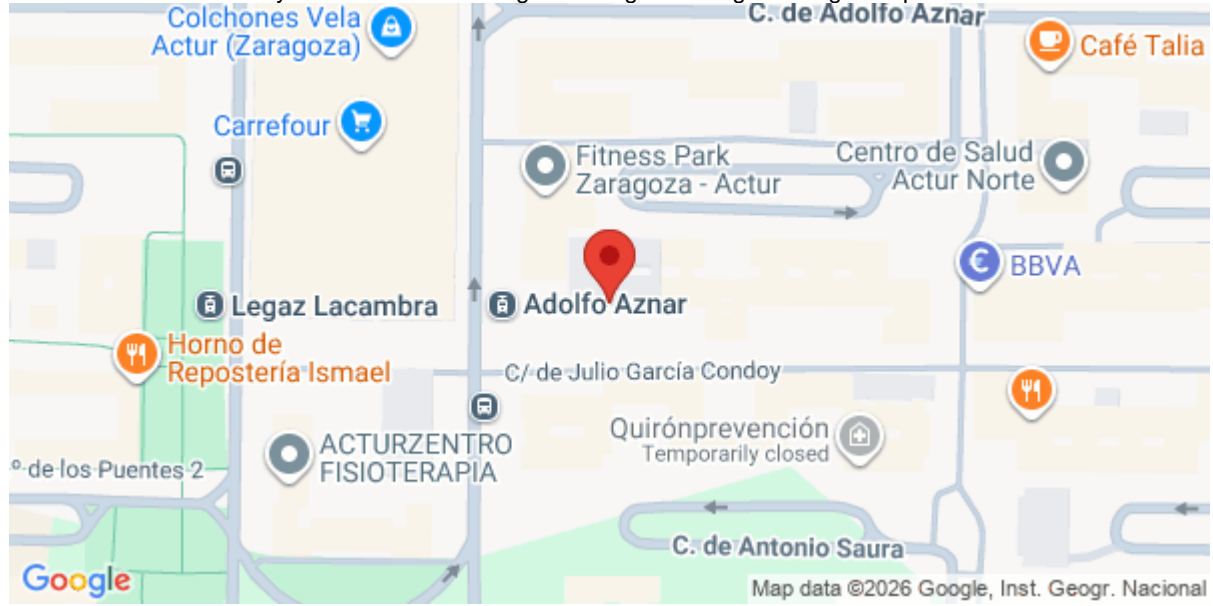 C. de Adolfo Aznar
Colchones Vela
Actur (Zaragoza)
Café Talia
Carrefour
Fitness Park
Zaragoza - Actur
Centro de Salud
Actur Norte
BBVA
Legaz Lacambra
Adolfo Aznar
Horno de
Repostería Ismael
C/ de Julio García Condoy
ACTURZENTRO
FISIOTERAPIA
Quirónprevención
Temporarily closed
º de los Puentes 2
C. de Antonio Saura
Google
Map data ©2026 Google, Inst. Geogr. Nacional